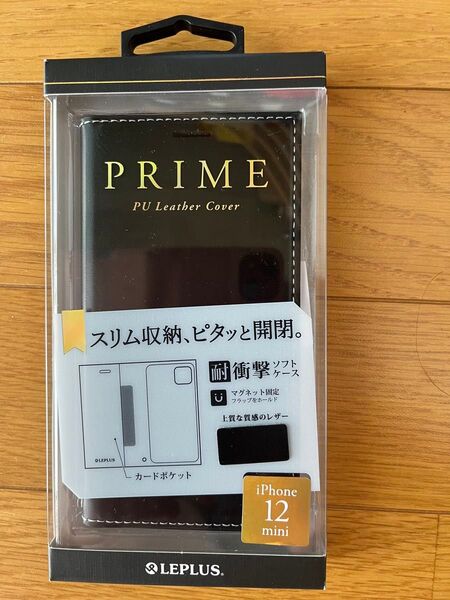 PRIME
PU Leather Cover
スリム収納、ピタッと開閉。
耐衝撃ソフトケース
マグネット固定
フラップをホールド
上質な質感のレザー
LEPLUS
カードポケット
iPhone
12
mini
LEPLUS